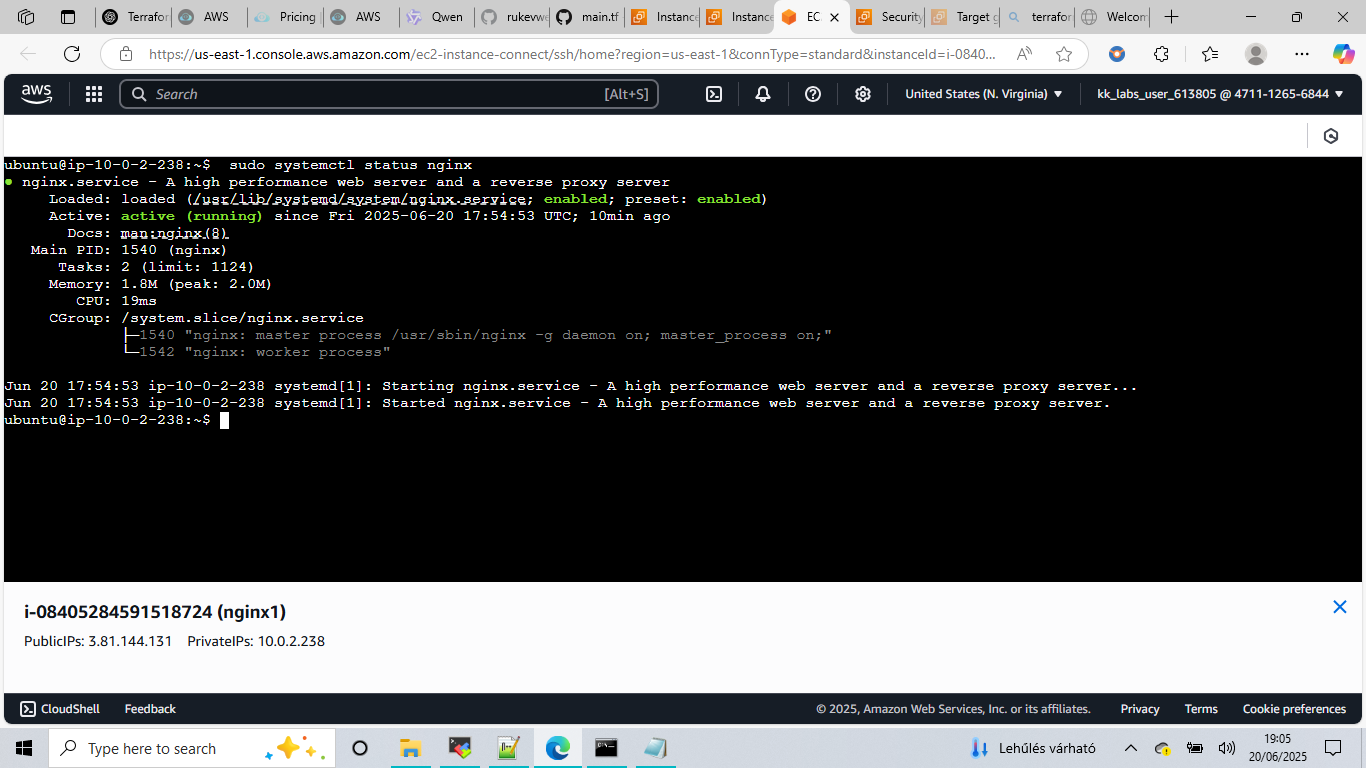 Terrafor
AWS
Pricing
AWS
Qwen
rukevwe
main.tf
Instance
Instance
EC
Security
Target g
terrafor
Welcom
https://us-east-1.console.aws.amazon.com/ec2-instance-connect/ssh/home?region=us-east-1&connType=standard&instanceId=i-0840...
aws
Search
[Alt+S]
United States (N. Virginia)
kk_labs_user_613805 @ 4711-1265-6844
ubuntu@ip-10-0-2-238:~$  sudo systemctl status nginx
● nginx.service - A high performance web server and a reverse proxy server
Loaded: loaded (/usr/lib/systemd/system/nginx.service; enabled; preset: enabled)
Active: active (running) since Fri 2025-06-20 17:54:53 UTC; 10min ago
Docs: man:nginx(8)
Main PID: 1540 (nginx)
Tasks: 2 (limit: 1124)
Memory: 1.8M (peak: 2.0M)
CPU: 19ms
CGroup: /system.slice/nginx.service
├─1540 "nginx: master process /usr/sbin/nginx -g daemon on; master_process on;"
└─1542 "nginx: worker process"
Jun 20 17:54:53 ip-10-0-2-238 systemd[1]: Starting nginx.service - A high performance web server and a reverse proxy server...
Jun 20 17:54:53 ip-10-0-2-238 systemd[1]: Started nginx.service - A high performance web server and a reverse proxy server.
ubuntu@ip-10-0-2-238:~$
i-08405284591518724 (nginx1)
PublicIPs: 3.81.144.131 PrivateIPs: 10.0.2.238
CloudShell
Feedback
© 2025, Amazon Web Services, Inc. or its affiliates.
Privacy
Terms
Cookie preferences
Type here to search
Lehűlés várható
19:05
20/06/2025